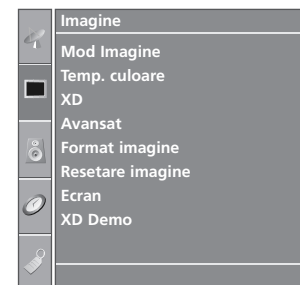 Imagine
Mod Imagine
Temp. culoare
XD
Avansat
Format imagine
Resetare imagine
Ecran
XD Demo